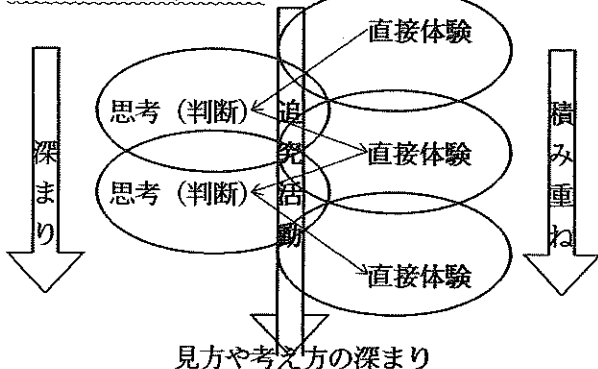 直接体験
思考（判断）
直接体験
思考（判断）
直接体験
深まり
追究活動
積み重ね
見方や考え方の深まり